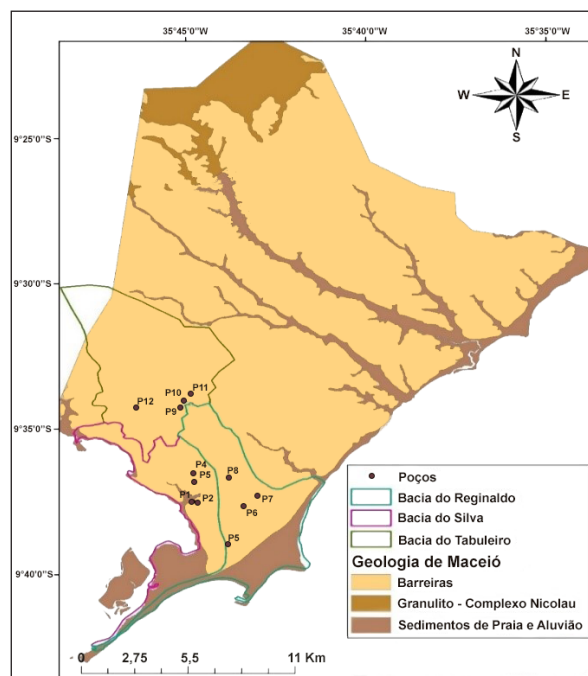 35°45'0"W 35°40'0"W 35°35'0"W
N
W E
S
9°25'0"S
9°30'0"S
9°35'0"S
9°40'0"S
P11
P10
P12
P9
P4
P8
P5
P1
P2
P7
P6
P5
Poços
Bacia do Reginaldo
Bacia do Silva
Bacia do Tabuleiro
Geologia de Maceió
Barreiras
Granulito - Complexo Nicolau
Sedimentos de Praia e Aluvião
0 2,75 5,5 11 Km